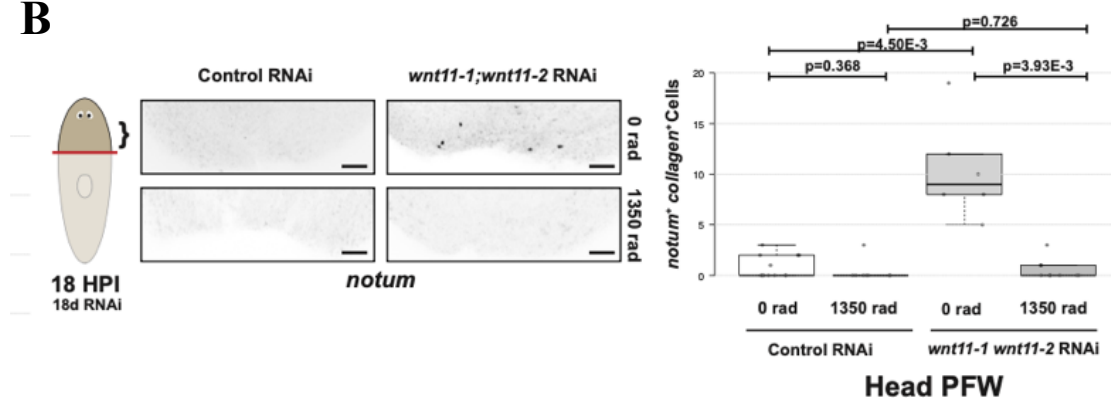 B
Control RNAi
wnt11-1;wnt11-2 RNAi
0 rad
1350 rad
notum
18 HPI
18d RNAi
p=0.726
p=4.50E-3
p=0.368
p=3.93E-3
notum+ collagen+ Cells
20
15
10
5
0
0 rad
1350 rad
0 rad
1350 rad
Control RNAi
wnt11-1 wnt11-2 RNAi
Head PFW